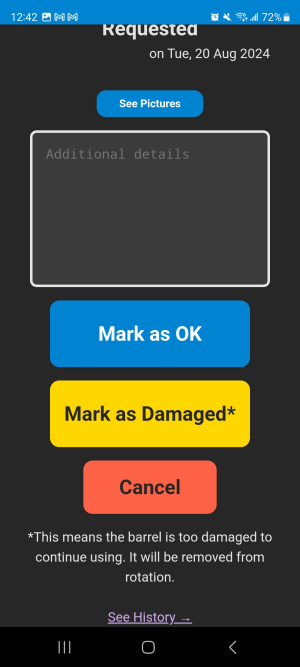 12:42 72%
Requested
on Tue, 20 Aug 2024
See Pictures
Additional details
Mark as OK
Mark as Damaged*
Cancel
*This means the barrel is too damaged to
continue using. It will be removed from
rotation.
See History →